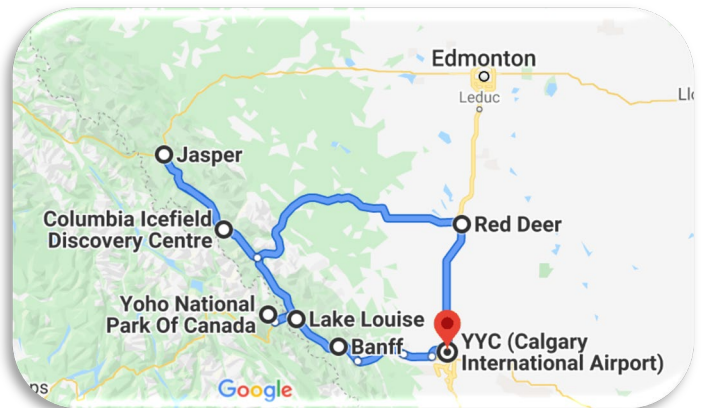 Edmonton
Leduc
Jasper
Columbia Icefield
Discovery Centre
Red Deer
Yoho National
Park Of Canada
Lake Louise
Banff
YYC (Calgary
International Airport)
Google